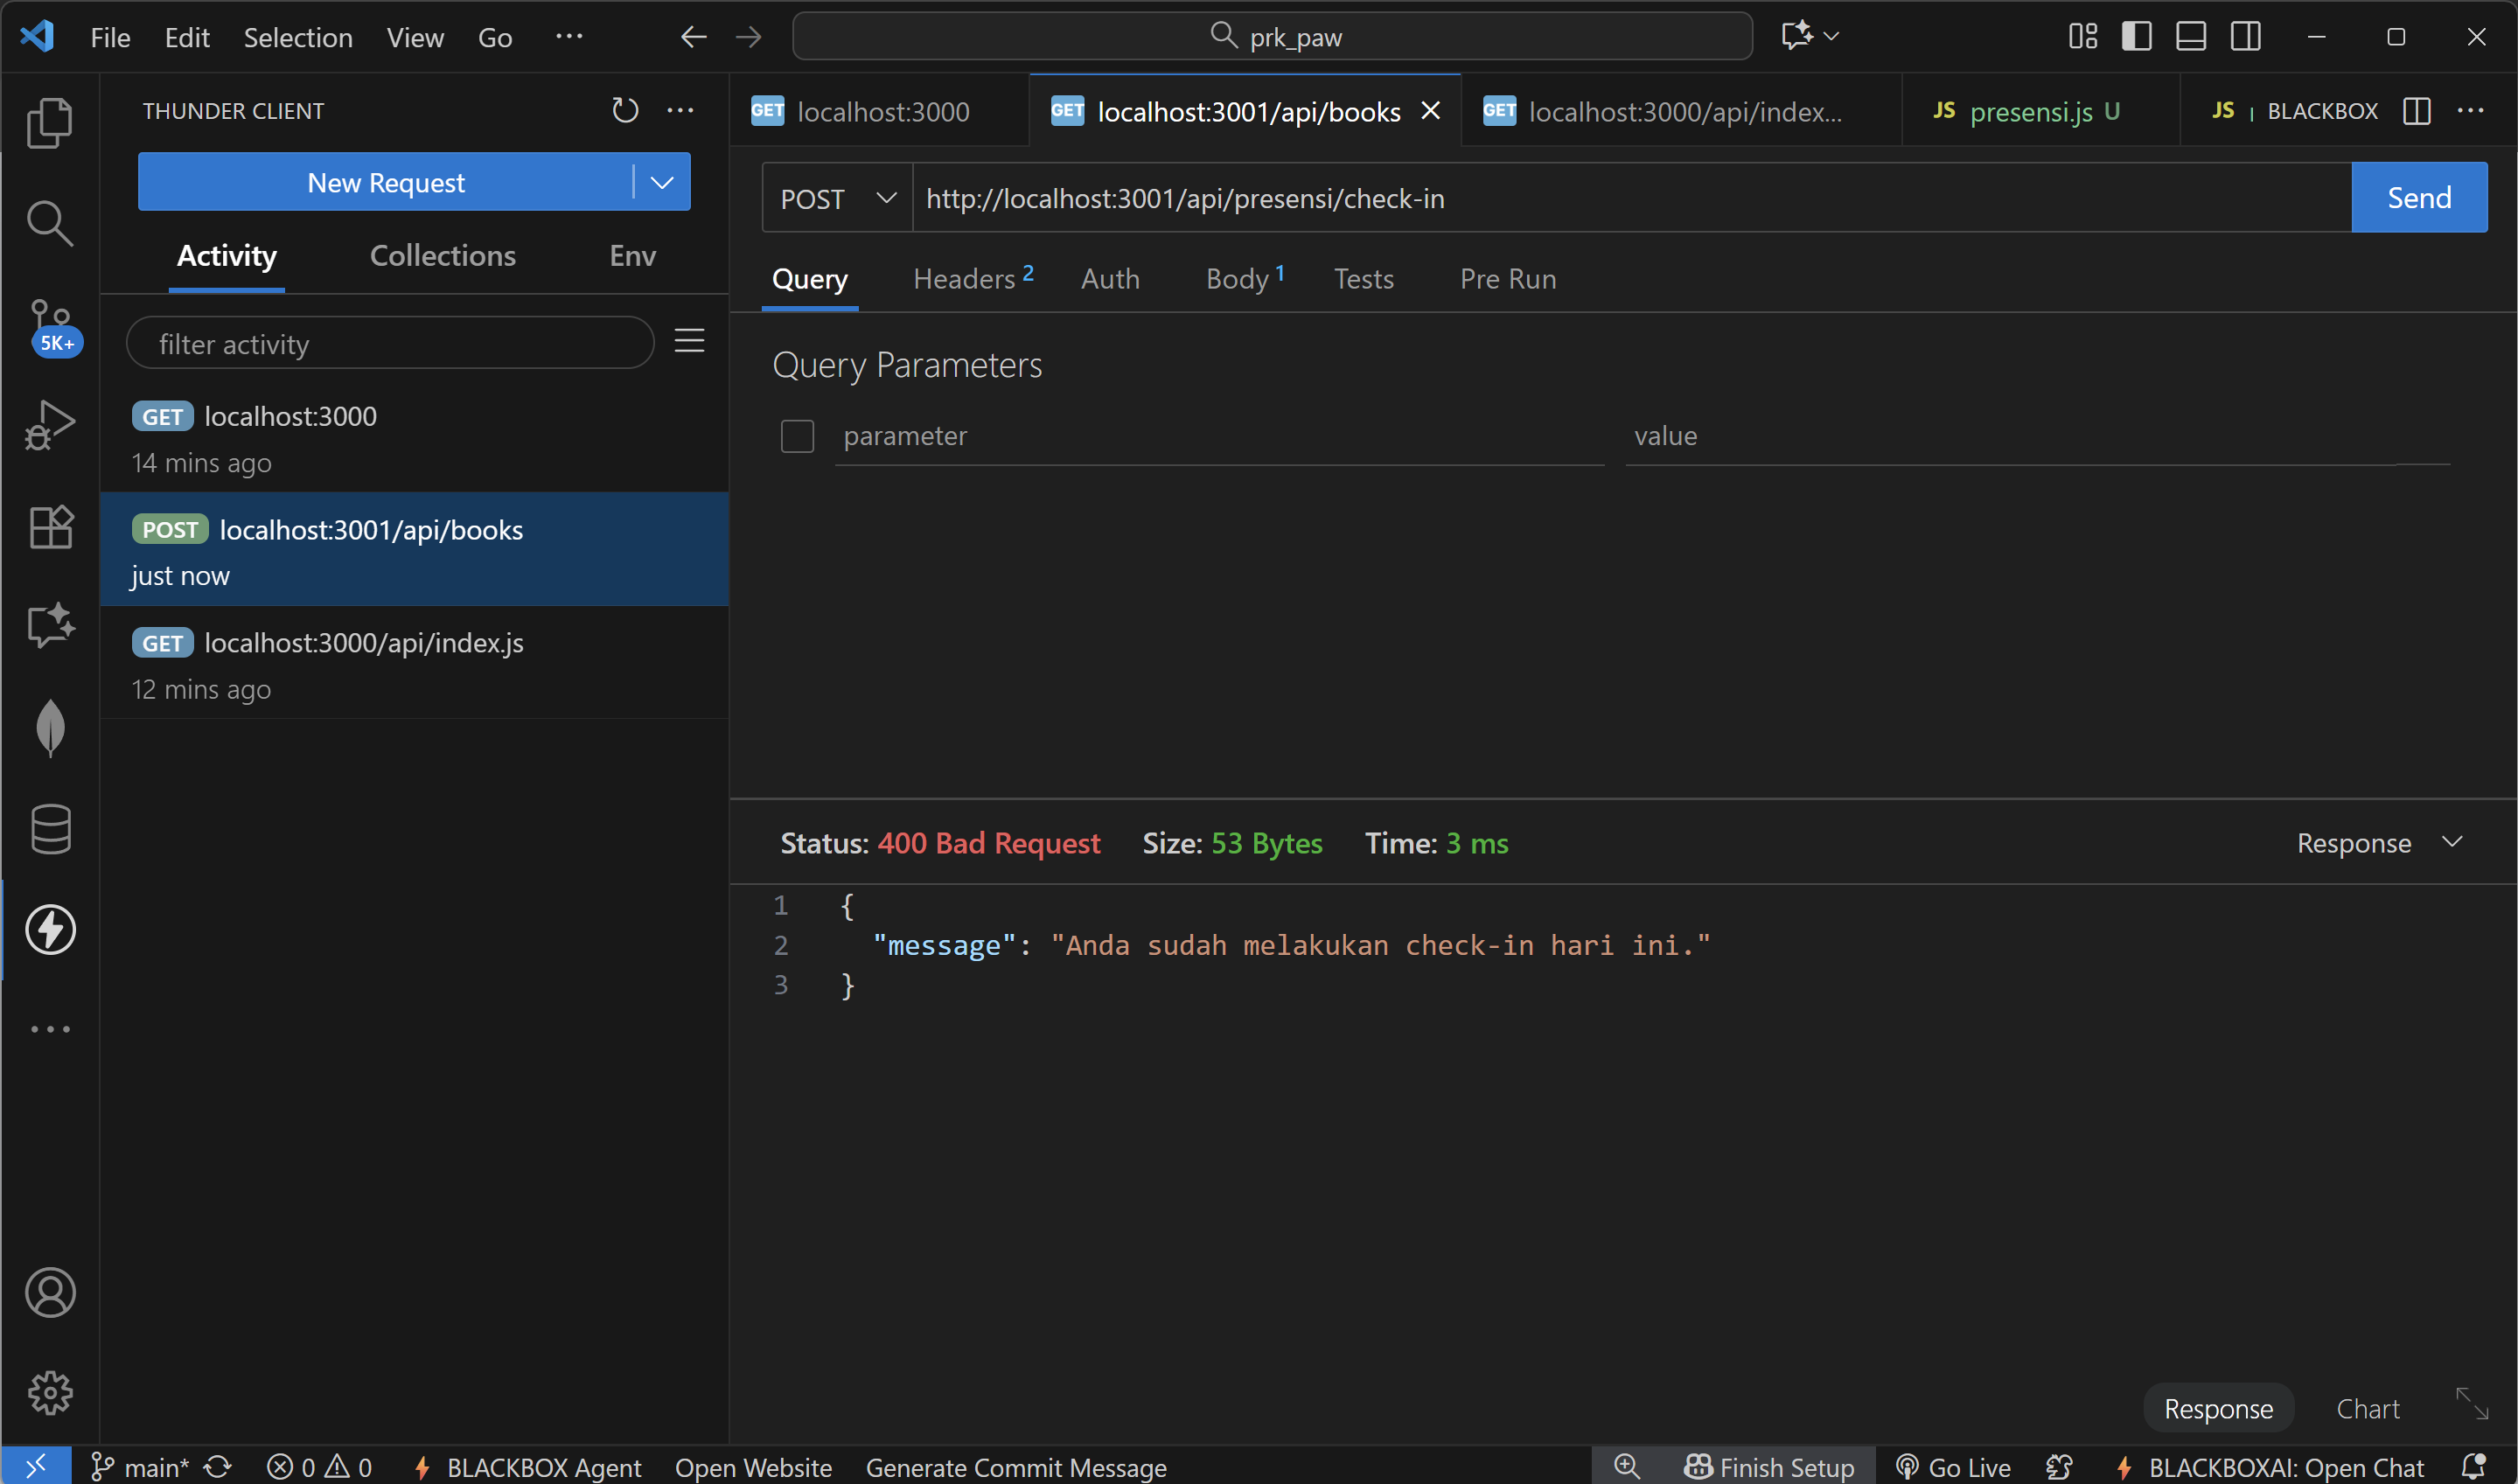 File Edit Selection View Go ···
prk_paw
THUNDER CLIENT
New Request
Activity Collections Env
filter activity
GET localhost:3000
14 mins ago
POST localhost:3001/api/books
just now
GET localhost:3000/api/index.js
12 mins ago
5K+
GET localhost:3000
GET localhost:3001/api/books
GET localhost:3000/api/index...
JS presensi.js U
JS
BLACKBOX
POST http://localhost:3001/api/presensi/check-in Send
Query Headers 2 Auth Body 1 Tests Pre Run
Query Parameters
parameter value
Status: 400 Bad Request Size: 53 Bytes Time: 3 ms Response
1 {
2 "message": "Anda sudah melakukan check-in hari ini."
3 }
Response Chart
main* 0 0 BLACKBOX Agent Open Website Generate Commit Message Finish Setup Go Live BLACKBOXAI: Open Chat